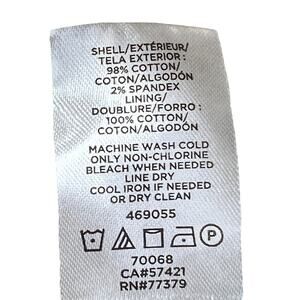 SHELL/EXTÉRIEUR/
TELA EXTERIOR :
98% COTTON/
COTON/ALGODÓN
2% SPANDEX
LINING/
DOUBLURE/FORRO :
100% COTTON/
COTON/ALGODÓN
MACHINE WASH COLD
ONLY NON-CHLORINE
BLEACH WHEN NEEDED
LINE DRY
COOL IRON IF NEEDED
OR DRY CLEAN
469055
P
70068
CA#57421
RN#77379